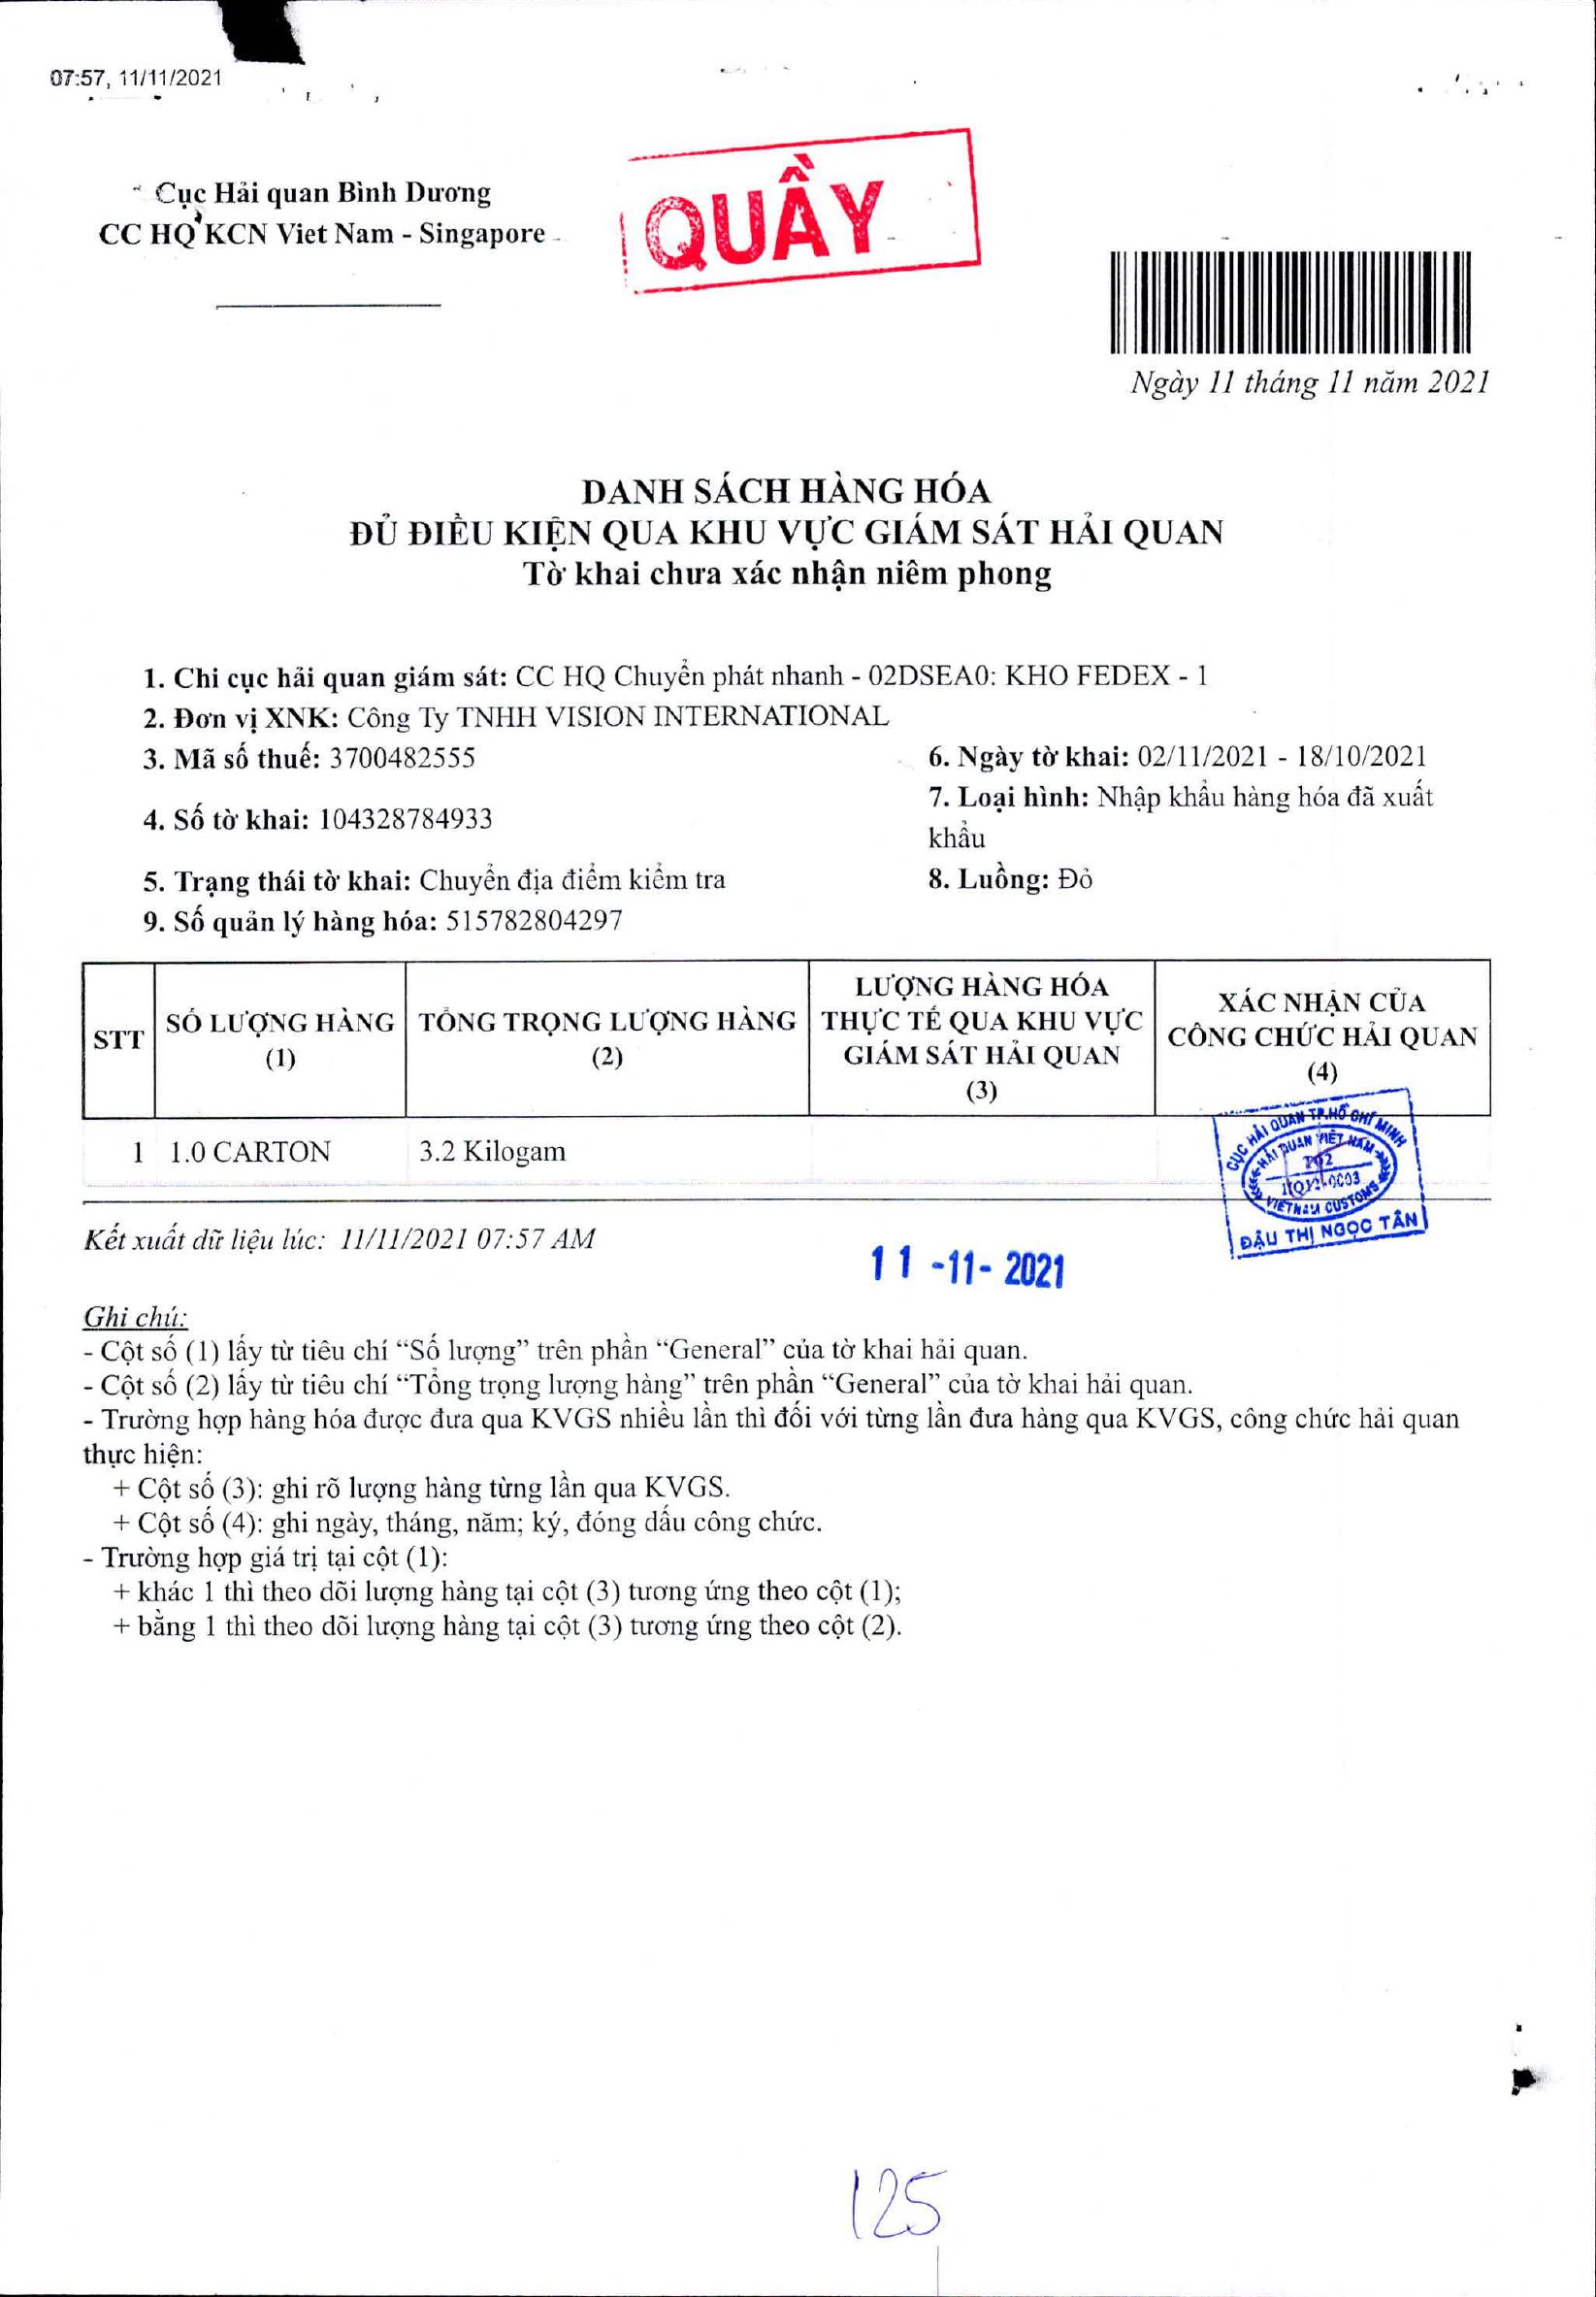 07:57, 11/11/2021
Cục Hải quan Bình Dương
CC HQ KCN Viet Nam - Singapore
QUẦY
Ngày 11 tháng 11 năm 2021
DANH SÁCH HÀNG HÓA
ĐỦ ĐIỀU KIỆN QUA KHU VỰC GIÁM SÁT HẢI QUAN
Tờ khai chưa xác nhận niêm phong
1. Chi cục hải quan giám sát: CC HQ Chuyển phát nhanh - 02DSEA0: KHO FEDEX - 1
2. Đơn vị XNK: Công Ty TNHH VISION INTERNATIONAL
3. Mã số thuế: 3700482555
6. Ngày tờ khai: 02/11/2021 - 18/10/2021
4. Số tờ khai: 104328784933
7. Loại hình: Nhập khẩu hàng hóa đã xuất
khẩu
5. Trạng thái tờ khai: Chuyển địa điểm kiểm tra
8. Luồng: Đỏ
9. Số quản lý hàng hóa: 515782804297
STT
SỐ LƯỢNG HÀNG
(1)
TỔNG TRỌNG LƯỢNG HÀNG
(2)
LƯỢNG HÀNG HÓA
THỰC TẾ QUA KHU VỰC
GIÁM SÁT HẢI QUAN
(3)
XÁC NHẬN CỦA
CÔNG CHỨC HẢI QUAN
(4)
1 1.0 CARTON 3.2 Kilogam
CỤC HẢI QUAN TP.HỒ CHÍ MINH
HẢI QUAN VIỆT NAM
VIETNAM CUSTOMS
ĐẬU THỊ NGỌC TÂN
Kết xuất dữ liệu lúc: 11/11/2021 07:57 AM
11 -11- 2021
Ghi chú:
- Cột số (1) lấy từ tiêu chí “Số lượng” trên phần “General” của tờ khai hải quan.
- Cột số (2) lấy từ tiêu chí “Tổng trọng lượng hàng” trên phần “General” của tờ khai hải quan.
- Trường hợp hàng hóa được đưa qua KVGS nhiều lần thì đối với từng lần đưa hàng qua KVGS, công chức hải quan
thực hiện:
+ Cột số (3): ghi rõ lượng hàng từng lần qua KVGS.
+ Cột số (4): ghi ngày, tháng, năm; ký, đóng dấu công chức.
- Trường hợp giá trị tại cột (1):
+ khác 1 thì theo dõi lượng hàng tại cột (3) tương ứng theo cột (1);
+ bằng 1 thì theo dõi lượng hàng tại cột (3) tương ứng theo cột (2).
125